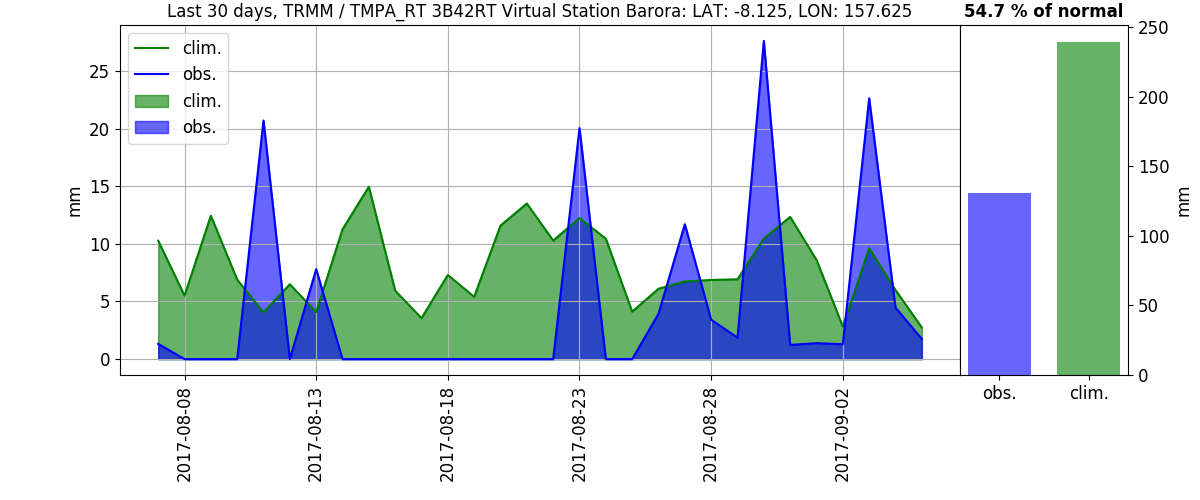 Last 30 days, TRMM / TMPA_RT 3B42RT Virtual Station Barora: LAT: -8.125, LON: 157.625
54.7 % of normal
clim.
obs.
clim.
obs.
mm
25
20
15
10
5
0
2017-08-08
2017-08-13
2017-08-18
2017-08-23
2017-08-28
2017-09-02
250
200
150
100
50
0
mm
obs.
clim.